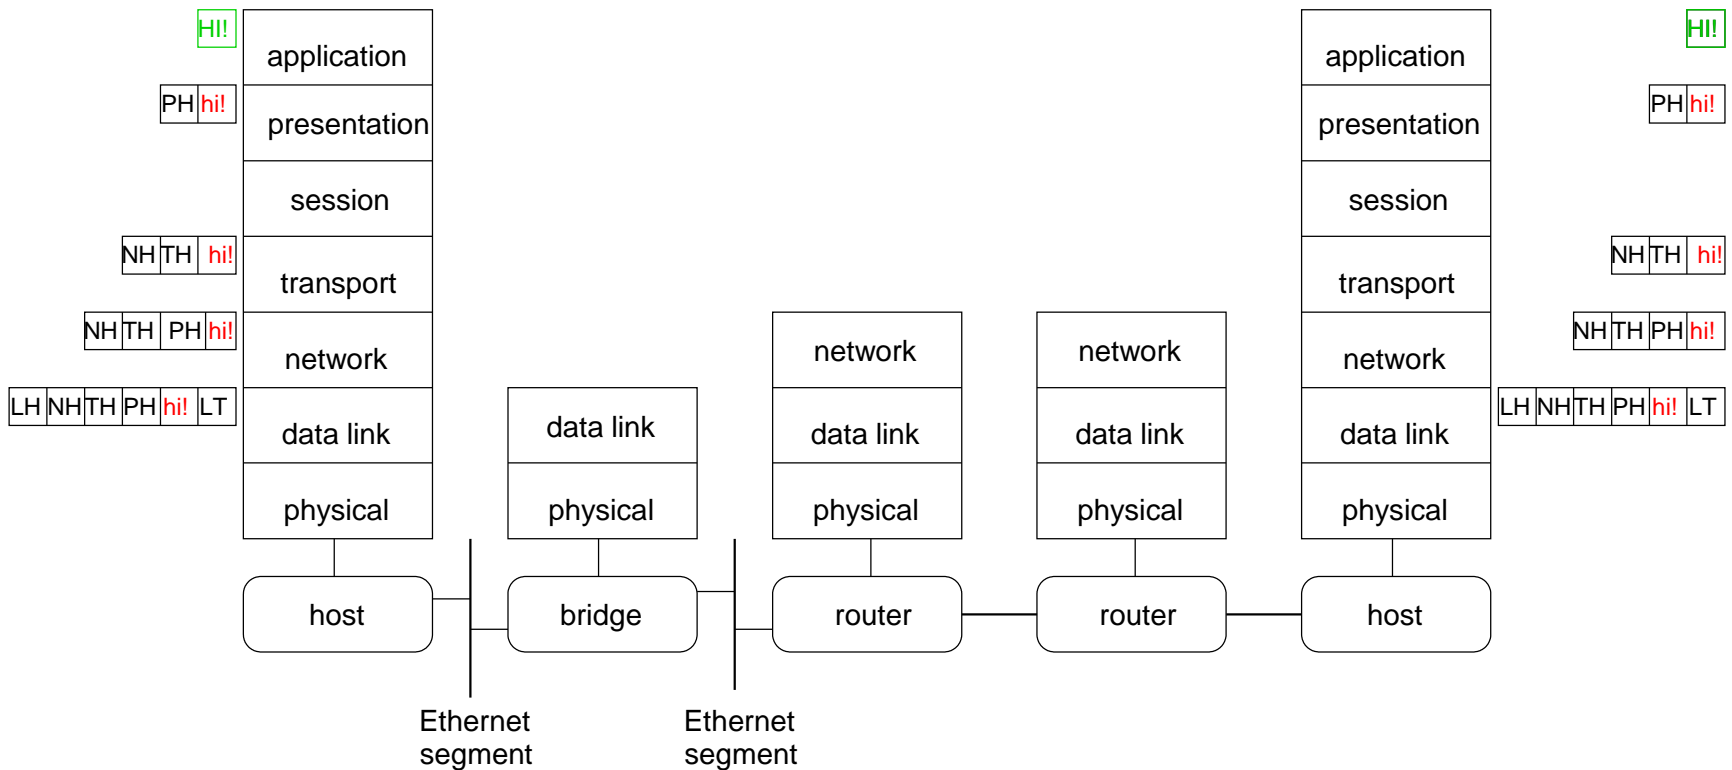 HI!
application
application
HI!
PH hi!
presentation
presentation
PH hi!
session
session
NH TH hi!
transport
transport
NH TH hi!
NH TH PH hi!
network
network
network
network
NH TH PH hi!
LH NH TH PH hi! LT
data link
data link
data link
data link
data link
LH NH TH PH hi! LT
physical
physical
physical
physical
physical
host
bridge
router
router
host
Ethernet
segment
Ethernet
segment